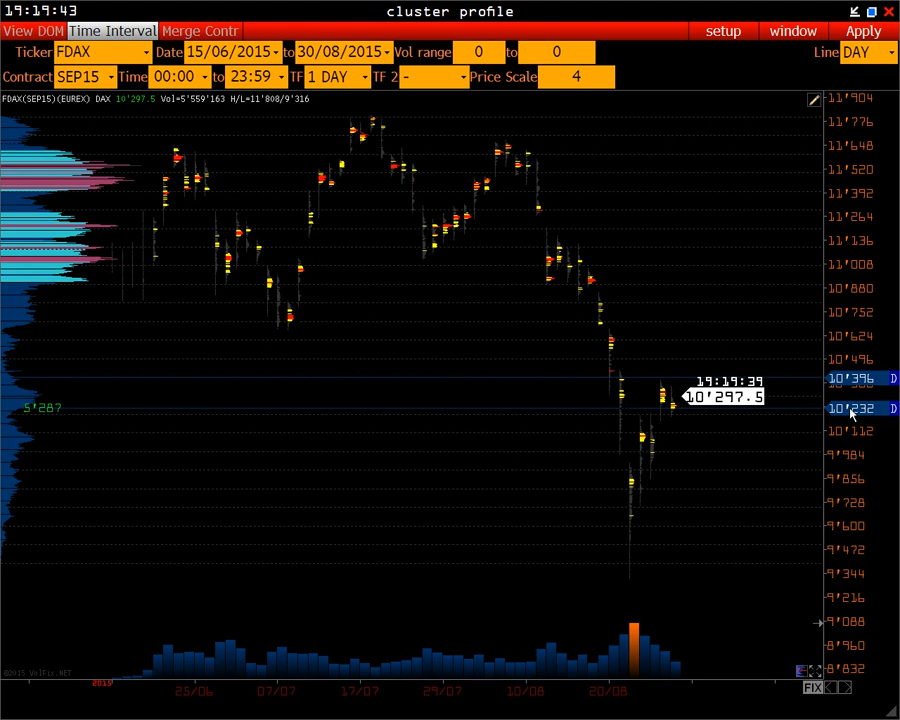 19:19:43 cluster profile
View DOM Time Interval Merge Contr setup window Apply
Ticker FDAX Date 15/06/2015 to 30/08/2015 Vol range 0 to 0 Line DAY
Contract SEP15 Time 00:00 to 23:59 TF 1 DAY TF 2 - Price Scale 4
FDAX(SEP15)(EUREX) DAX 10'297.5 Vol=5'559'163 H/L=11'808/9'316
11'904
11'776
11'648
11'520
11'392
11'264
11'136
11'008
10'880
10'752
10'624
10'496
10'396 D
19:19:39
10'297.5
5'287
10'232 D
10'112
9'984
9'856
9'728
9'600
9'472
9'344
9'216
9'088
8'960
8'832
©2015 VolFix.NET
FIX
2015 25/06 07/07 17/07 29/07 10/08 20/08